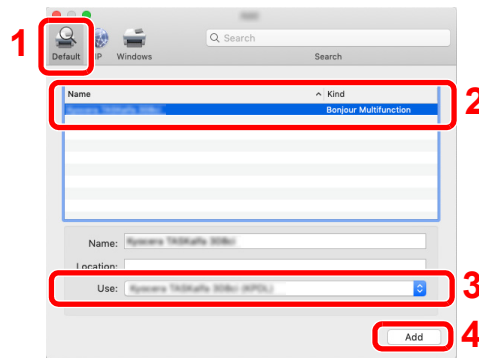 1
Q Search
Default IP Windows Search
Name Kind
2
Bonjour Multifunction
Name:
Location:
Use:
3
Add
4